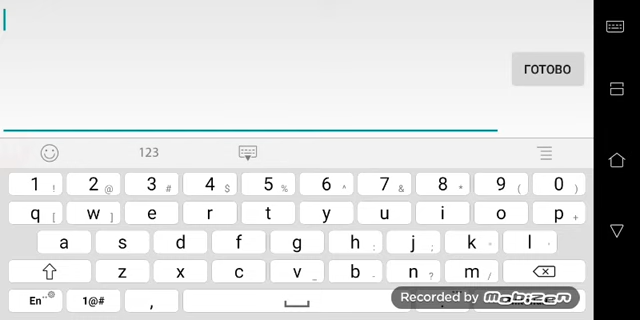 ГОТОВО
123
1 ! 2 @ 3 # 4 $ 5 % 6 ^ 7 & 8 * 9 ( 0 )
q [ w ] e r t y u i o p +
a s d f g h : j ; k l
z x c v _ b - n ? m /
En 1@# ,
Recorded by mobizen